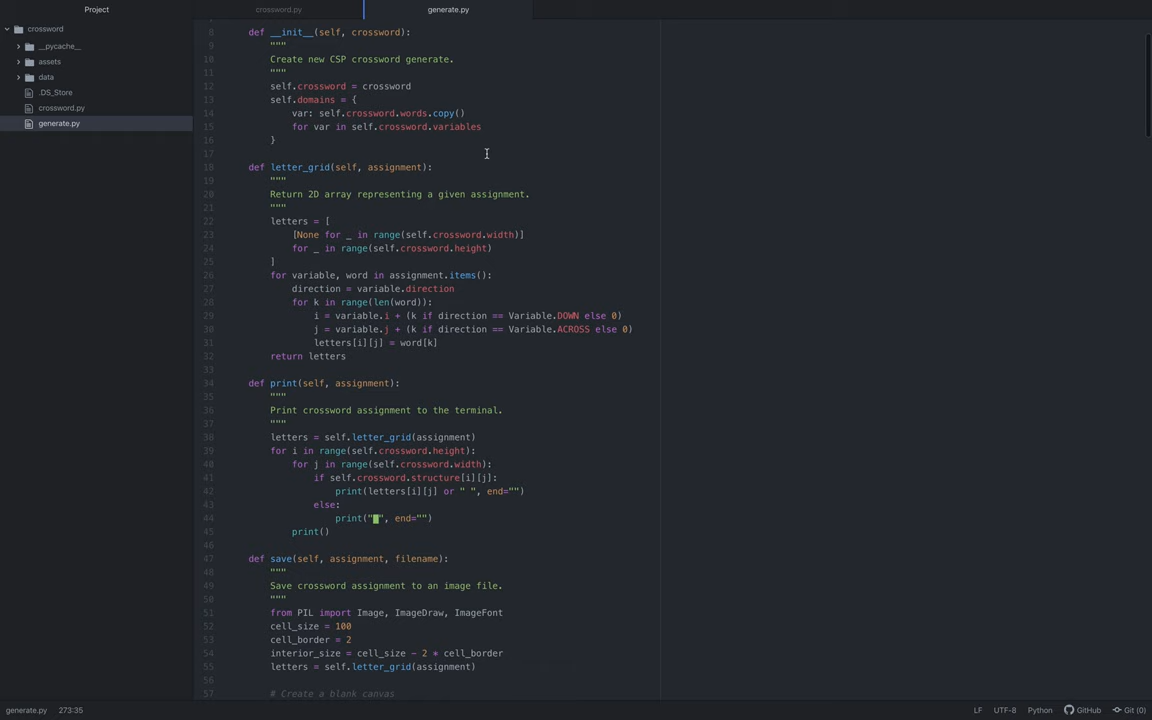 Project
crossword.py
generate.py
crossword
__pycache__
assets
data
.DS_Store
crossword.py
generate.py
8 def __init__(self, crossword):
9 """
10 Create new CSP crossword generate.
11 """
12 self.crossword = crossword
13 self.domains = {
14 var: self.crossword.words.copy()
15 for var in self.crossword.variables
16 }
17
18 def letter_grid(self, assignment):
19 """
20 Return 2D array representing a given assignment.
21 """
22 letters = [
23 [None for _ in range(self.crossword.width)]
24 for _ in range(self.crossword.height)
25 ]
26 for variable, word in assignment.items():
27 direction = variable.direction
28 for k in range(len(word)):
29 i = variable.i + (k if direction == Variable.DOWN else 0)
30 j = variable.j + (k if direction == Variable.ACROSS else 0)
31 letters[i][j] = word[k]
32 return letters
33
34 def print(self, assignment):
35 """
36 Print crossword assignment to the terminal.
37 """
38 letters = self.letter_grid(assignment)
39 for i in range(self.crossword.height):
40 for j in range(self.crossword.width):
41 if self.crossword.structure[i][j]:
42 print(letters[i][j] or " ", end="")
43 else:
44 print("█", end="")
45 print()
46
47 def save(self, assignment, filename):
48 """
49 Save crossword assignment to an image file.
50 """
51 from PIL import Image, ImageDraw, ImageFont
52 cell_size = 100
53 cell_border = 2
54 interior_size = cell_size - 2 * cell_border
55 letters = self.letter_grid(assignment)
56
57 # Create a blank canvas
generate.py 273:35
LF UTF-8 Python GitHub Git (0)